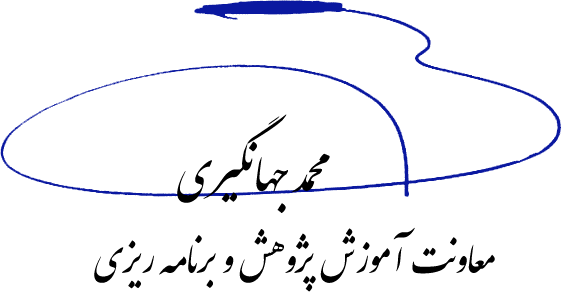 محمد جهانگیری
معاونت آموزش پژوهش و برنامه ریزی